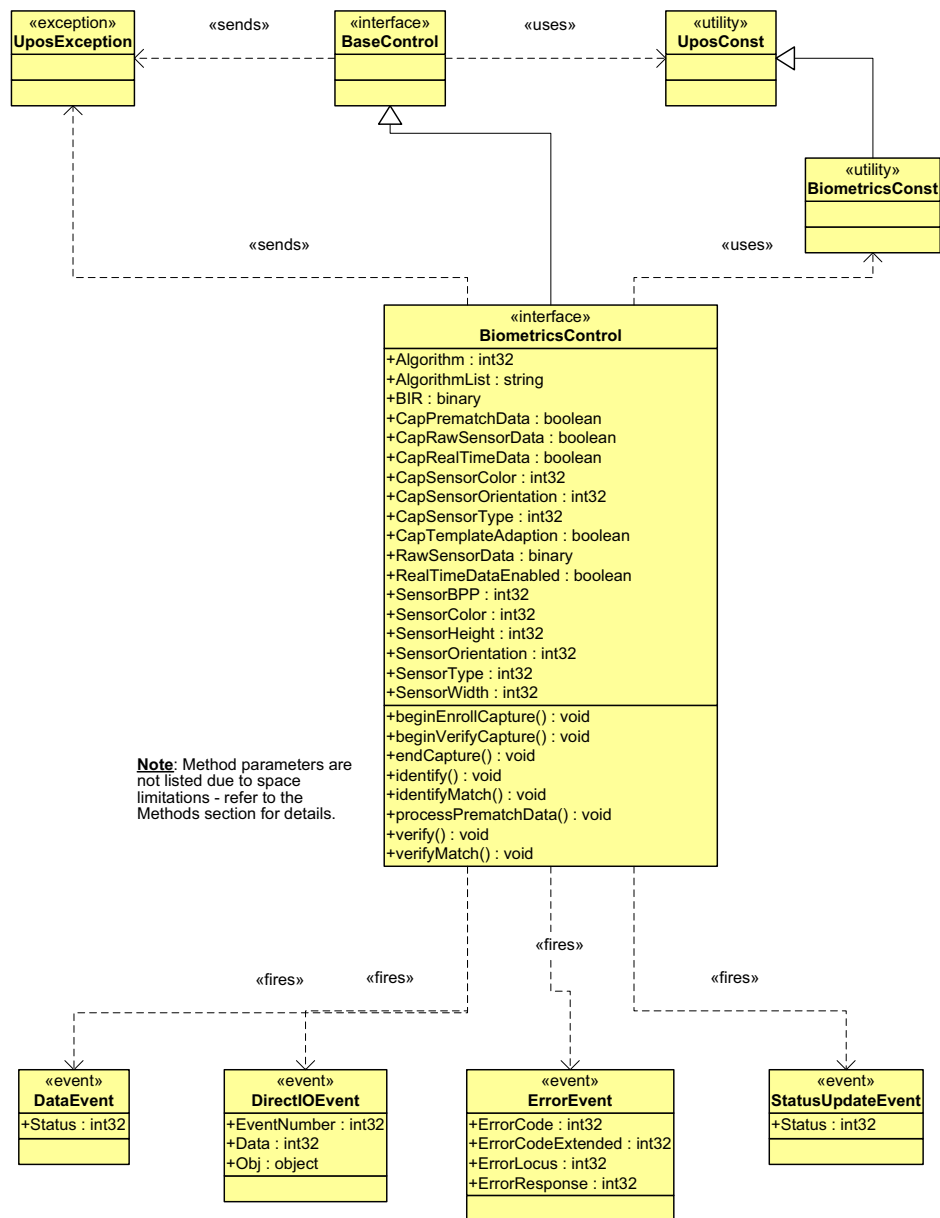 «exception»
UposException
«sends»
«interface»
BaseControl
«uses»
«utility»
UposConst
«utility»
BiometricsConst
«sends»
«uses»
«interface»
BiometricsControl
+Algorithm : int32
+AlgorithmList : string
+BIR : binary
+CapPrematchData : boolean
+CapRawSensorData : boolean
+CapRealTimeData : boolean
+CapSensorColor : int32
+CapSensorOrientation : int32
+CapSensorType : int32
+CapTemplateAdaption : boolean
+RawSensorData : binary
+RealTimeDataEnabled : boolean
+SensorBPP : int32
+SensorColor : int32
+SensorHeight : int32
+SensorOrientation : int32
+SensorType : int32
+SensorWidth : int32
+beginEnrollCapture() : void
+beginVerifyCapture() : void
+endCapture() : void
+identify() : void
+identifyMatch() : void
+processPrematchData() : void
+verify() : void
+verifyMatch() : void
Note: Method parameters are
not listed due to space
limitations - refer to the
Methods section for details.
«fires»
«fires»
«fires»
«fires»
«event»
DataEvent
+Status : int32
«event»
DirectIOEvent
+EventNumber : int32
+Data : int32
+Obj : object
«event»
ErrorEvent
+ErrorCode : int32
+ErrorCodeExtended : int32
+ErrorLocus : int32
+ErrorResponse : int32
«event»
StatusUpdateEvent
+Status : int32